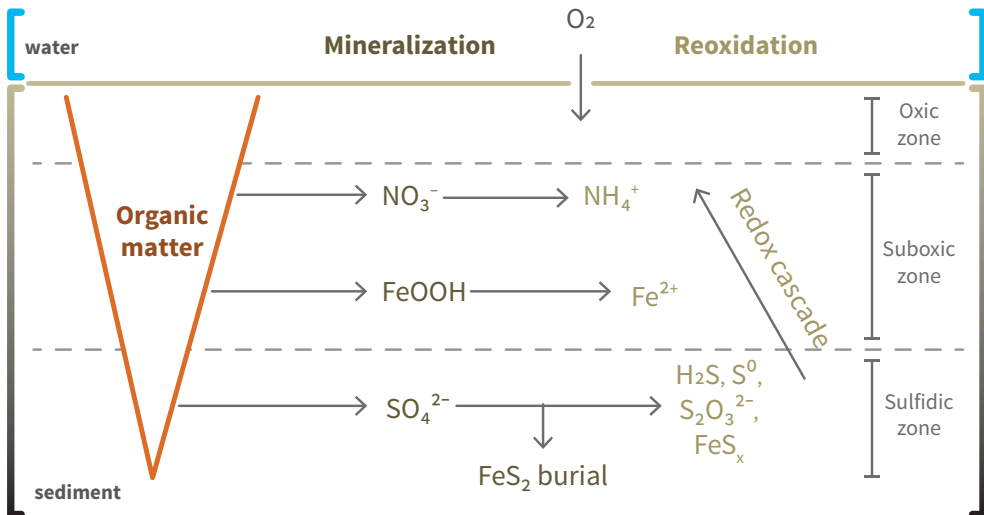 O₂
water
Mineralization
Reoxidation
Oxic
zone
Organic
matter
NO₃⁻
NH₄⁺
Redox cascade
Suboxic
zone
FeOOH
Fe²⁺
SO₄²⁻
H₂S, S⁰,
S₂O₃²⁻,
FeSₓ
Sulfidic
zone
FeS₂ burial
sediment